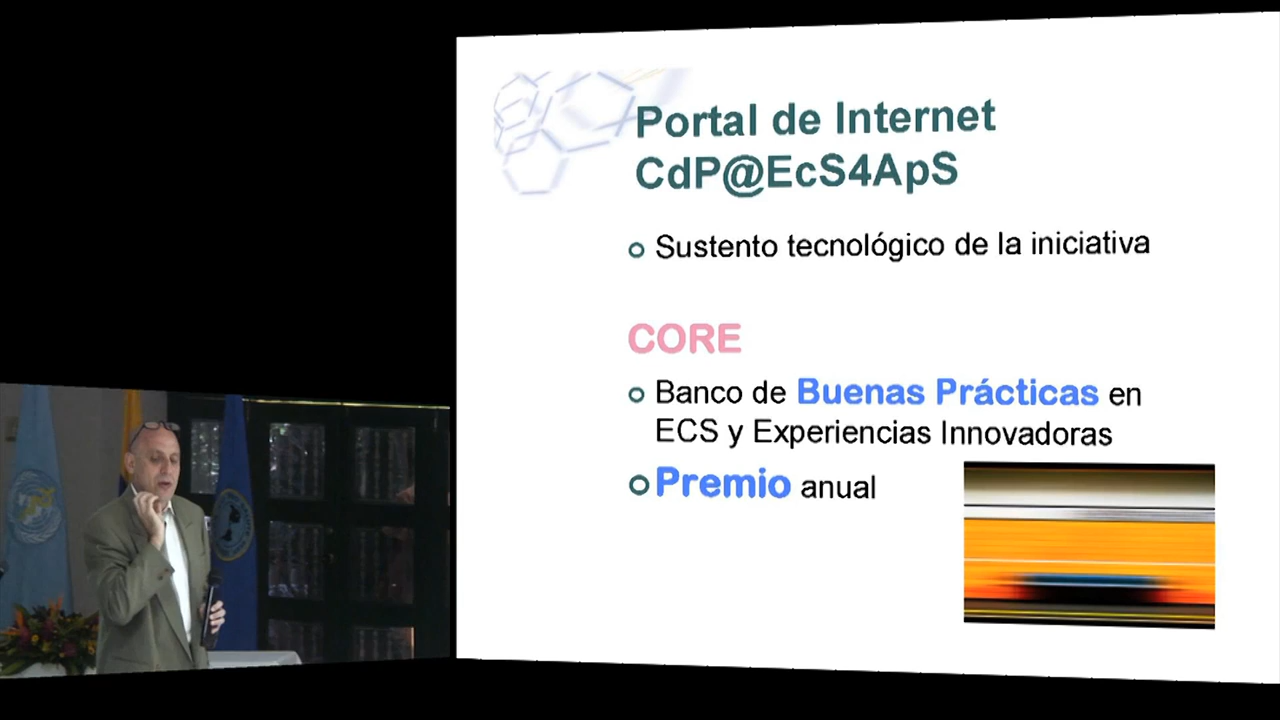 Portal de Internet
CdP@EcS4ApS
Sustento tecnológico de la iniciativa
CORE
Banco de Buenas Prácticas en
ECS y Experiencias Innovadoras
Premio anual